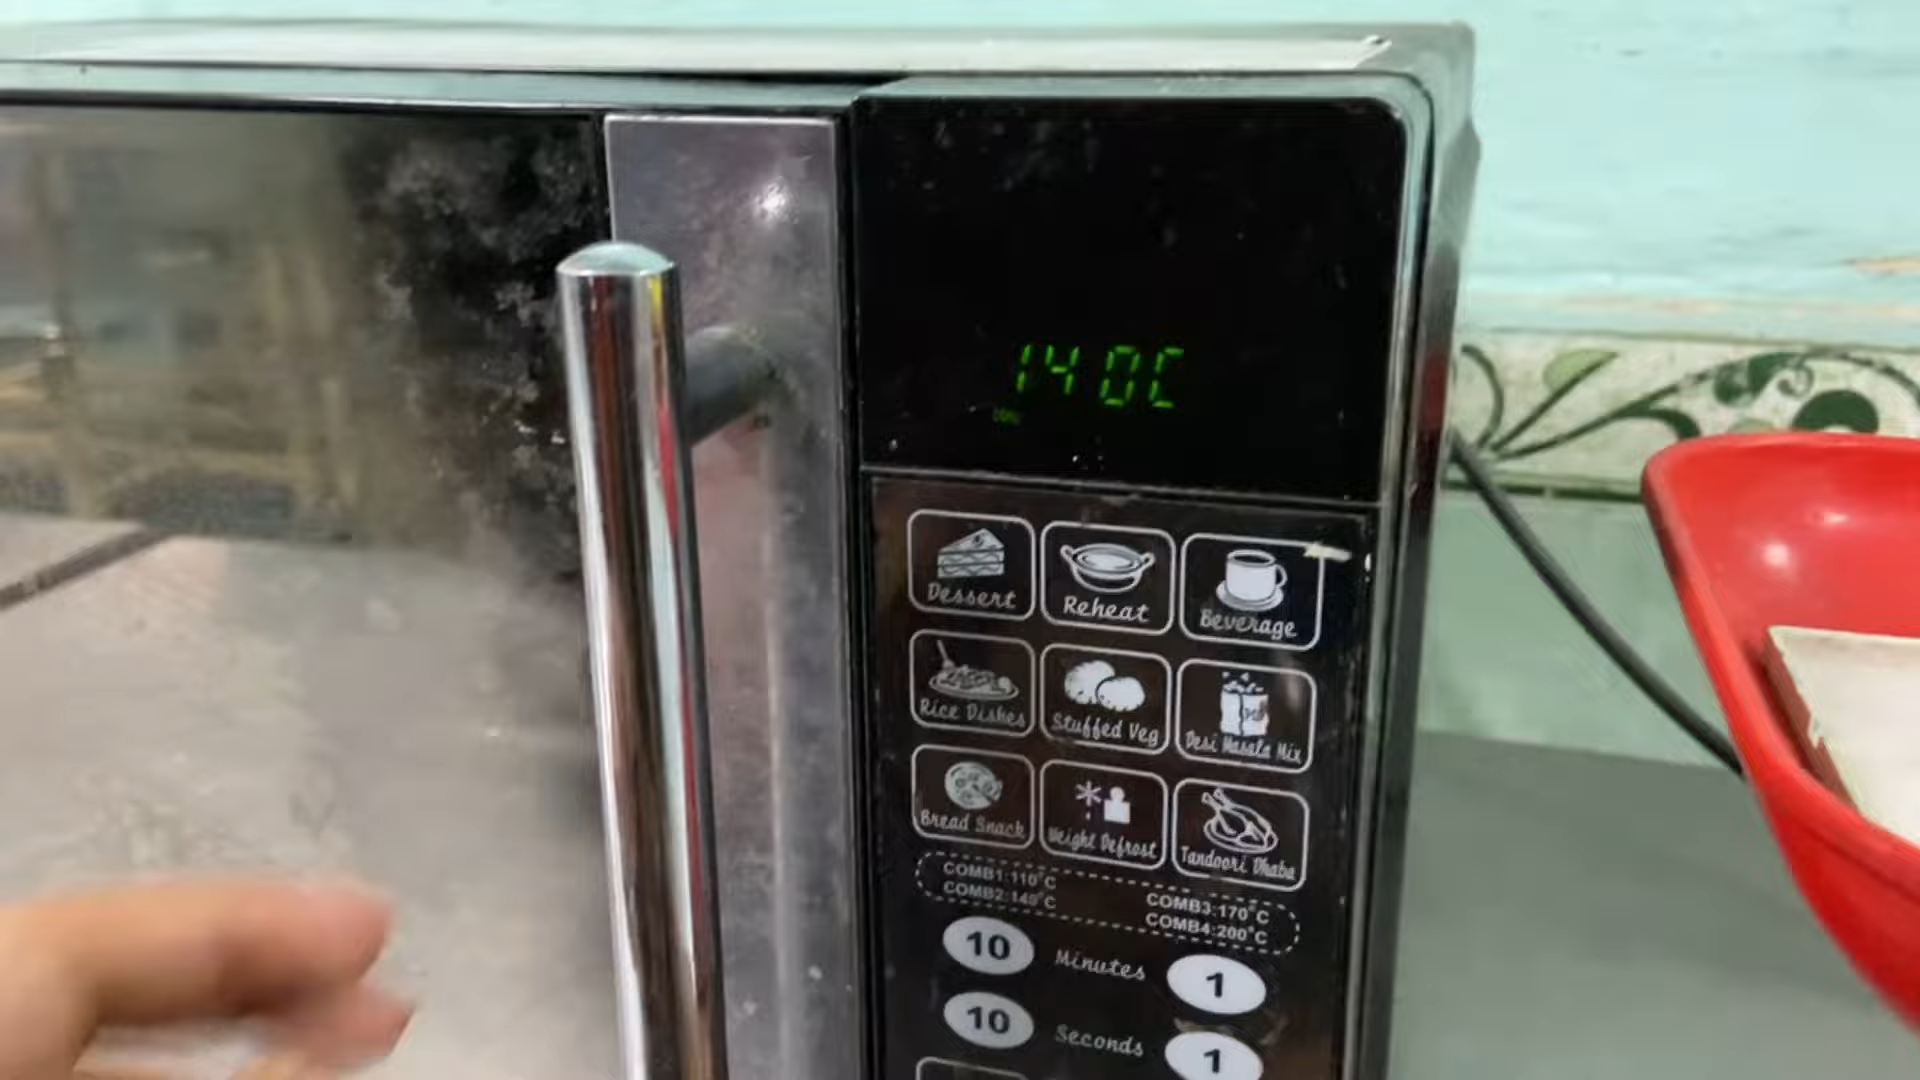 140C
Dessert
Reheat
Beverage
Rice Dishes
Stuffed Veg
Desi Masala Mix
Bread Snack
Weight Defrost
Tandoori Dhaba
COMB1:110°C
COMB2:140°C
COMB3:170°C
COMB4:200°C
10 Minutes 1
10 Seconds 1